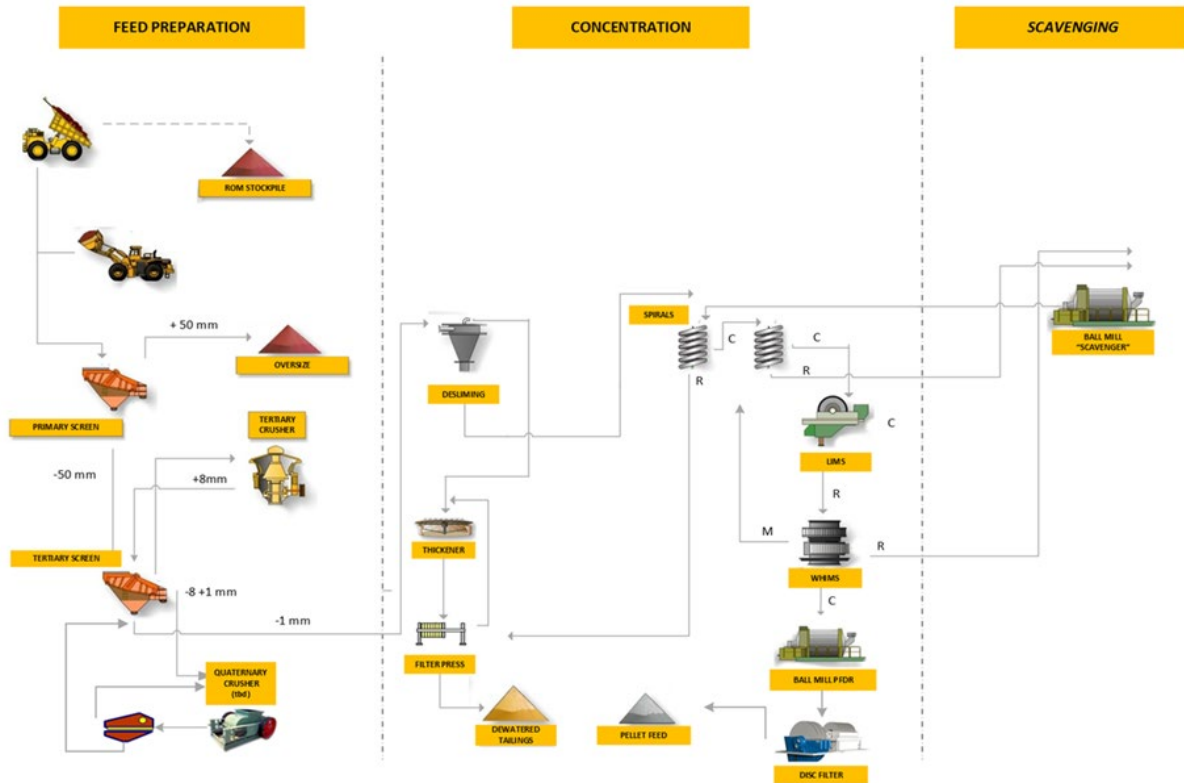 FEED PREPARATION
CONCENTRATION
SCAVENGING
ROM STOCKPILE
+ 50 mm
OVERSIZE
PRIMARY SCREEN
TERTIARY
CRUSHER
-50 mm
+8mm
TERTIARY SCREEN
-8 +1 mm
-1 mm
QUATERNARY
CRUSHER
(tbd)
DESLIMING
THICKENER
FILTER PRESS
DEWATERED
TAILINGS
SPIRALS
C
R
C
R
LIMS
C
R
M
WHIMS
R
C
BALL MILL PFDR
PELLET FEED
DISC FILTER
BALL MILL
"SCAVENGER"